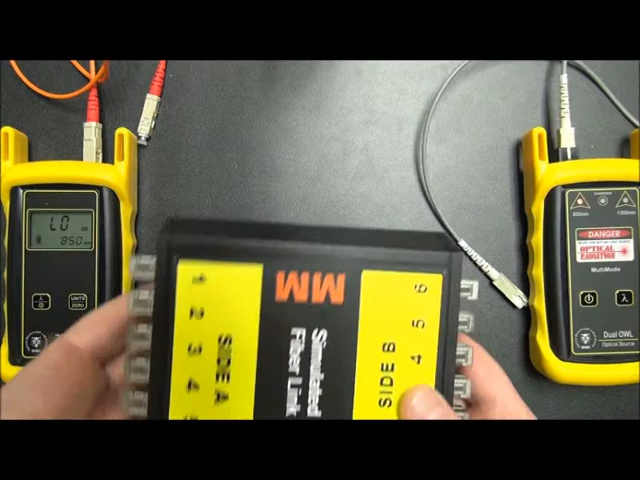 LO
850
UNITS
ZERO
1
2
3
4
SIDE A
MM
Simulated
Fiber Link
SIDE B
6
5
4
850nm
1300nm
DANGER
OPTICAL
RADIATION
MultiMode
λ
Dual OWL
Optical Source